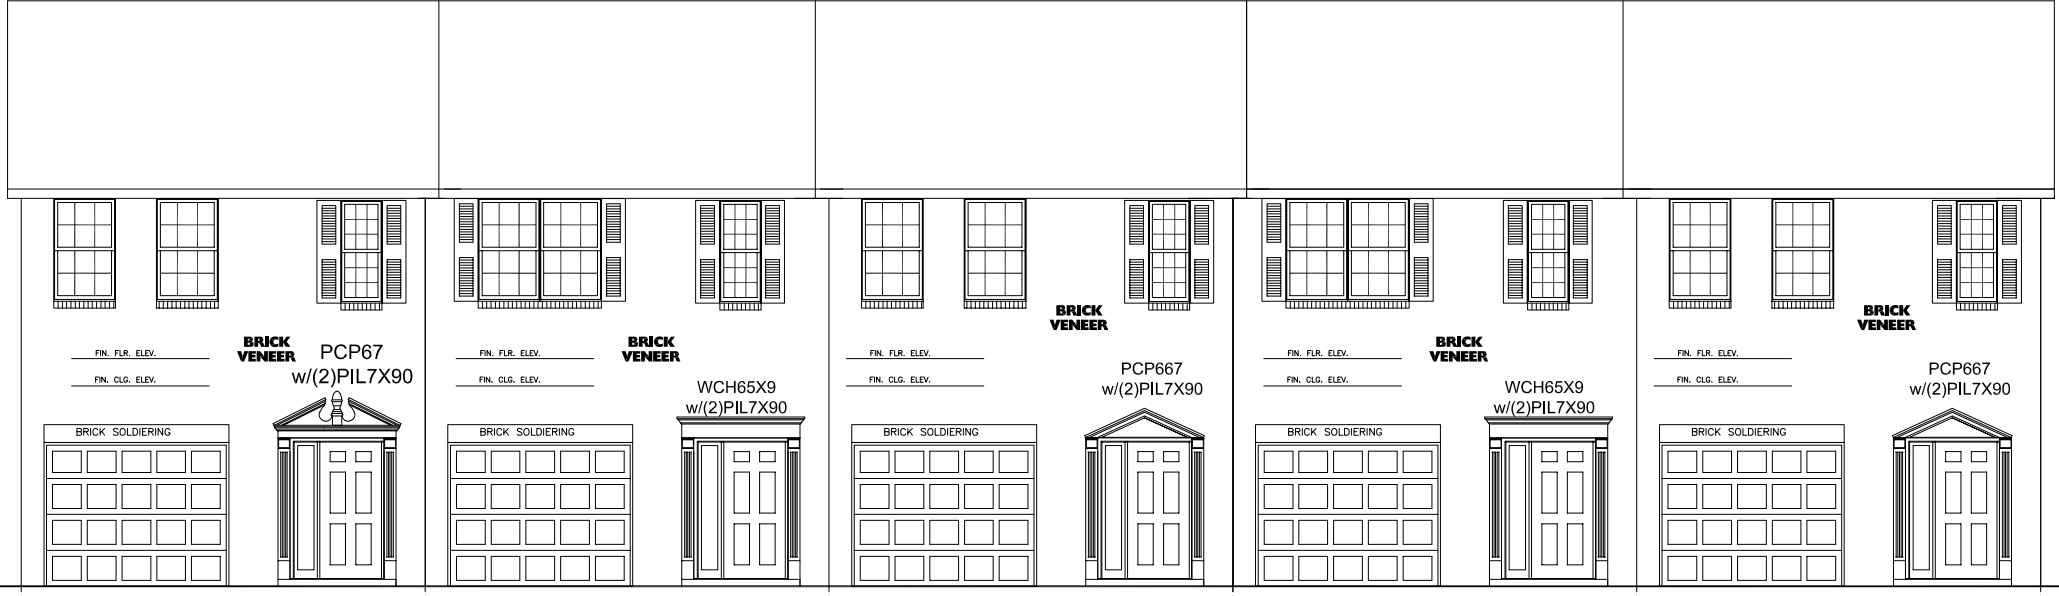 BRICK
VENEER
FIN. FLR. ELEV.
FIN. CLG. ELEV.
PCP67
w/(2)PIL7X90
BRICK SOLDIERING
BRICK
VENEER
FIN. FLR. ELEV.
FIN. CLG. ELEV.
WCH65X9
w/(2)PIL7X90
BRICK SOLDIERING
BRICK
VENEER
FIN. FLR. ELEV.
FIN. CLG. ELEV.
PCP667
w/(2)PIL7X90
BRICK SOLDIERING
BRICK
VENEER
FIN. FLR. ELEV.
FIN. CLG. ELEV.
WCH65X9
w/(2)PIL7X90
BRICK SOLDIERING
BRICK
VENEER
FIN. FLR. ELEV.
FIN. CLG. ELEV.
PCP667
w/(2)PIL7X90
BRICK SOLDIERING